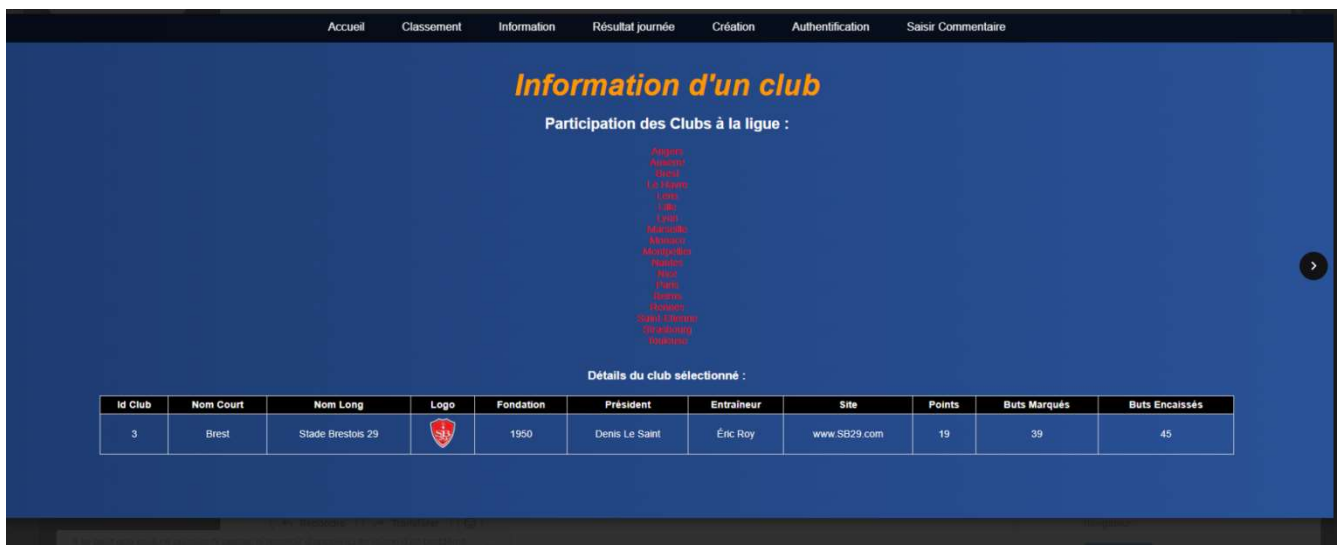 Accueil Classement Information Résultat journée Création Authentification Saisir Commentaire
Information d'un club
Participation des Clubs à la ligue :
Angers
Auxerre
Brest
Le Havre
Lens
Lille
Lyon
Marseille
Monaco
Montpellier
Nantes
Nice
Paris
Reims
Rennes
Saint-Etienne
Strasbourg
Toulouse
Détails du club sélectionné :
Id Club Nom Court Nom Long Logo Fondation Président Entraîneur Site Points Buts Marqués Buts Encaissés
3 Brest Stade Brestois 29 SB 1950 Denis Le Saint Éric Roy www.SB29.com 19 39 45